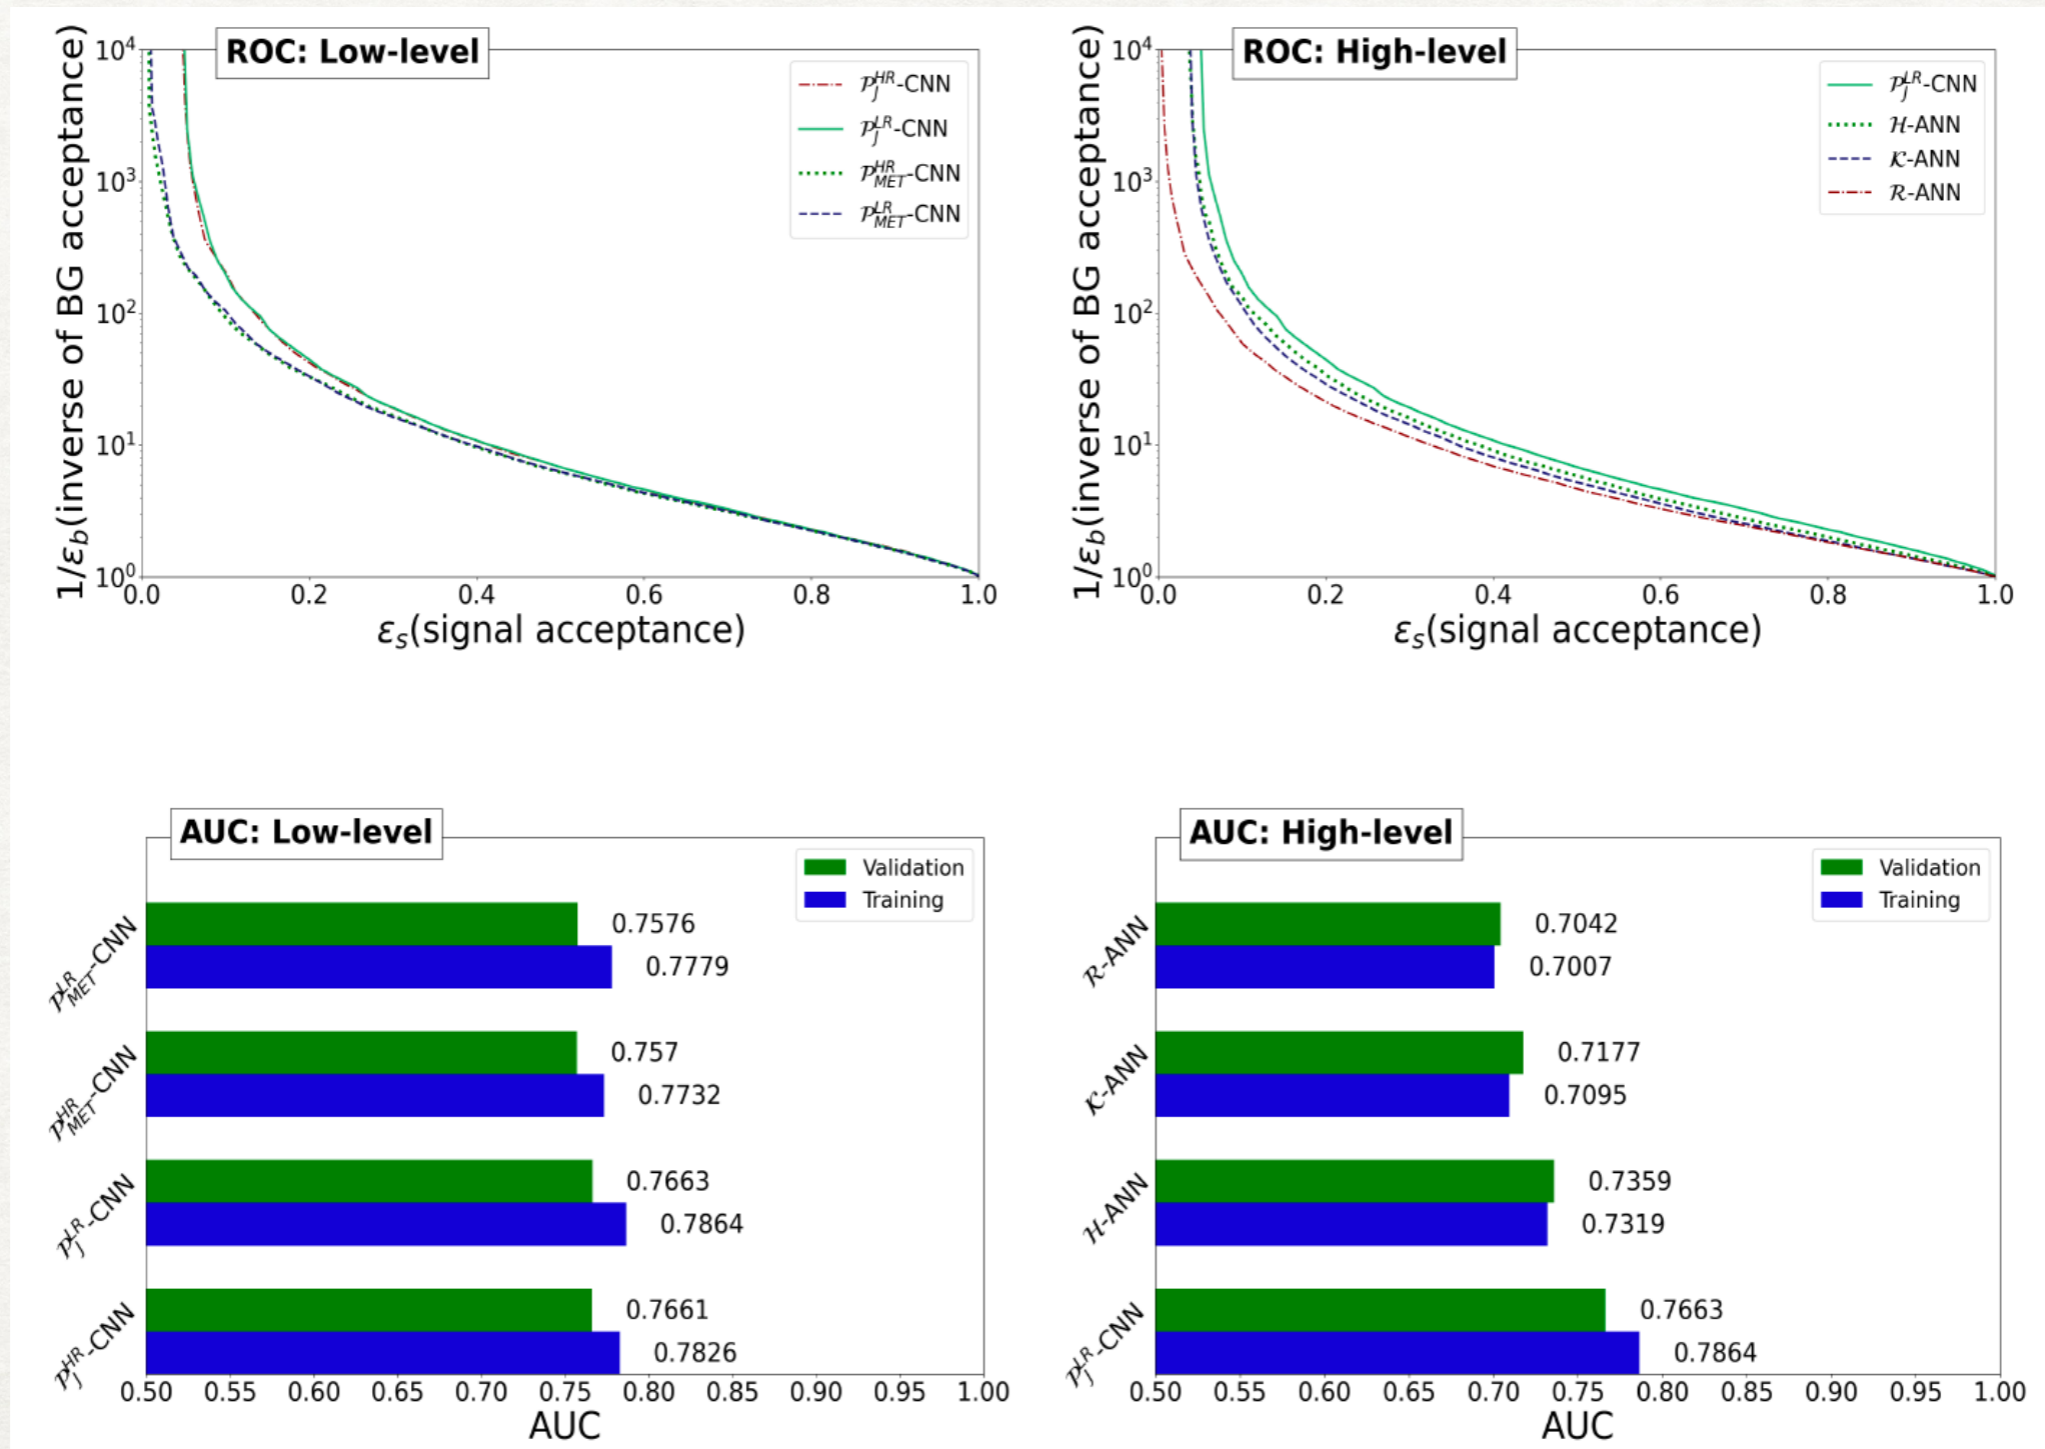 ROC: Low-level
10⁴
10³
10²
10¹
10⁰
1/ε_b(inverse of BG acceptance)
𝒫_J^{HR}-CNN
𝒫_J^{LR}-CNN
𝒫_{MET}^{HR}-CNN
𝒫_{MET}^{LR}-CNN
0.0 0.2 0.4 0.6 0.8 1.0
ε_s(signal acceptance)
ROC: High-level
10⁴
10³
10²
10¹
10⁰
1/ε_b(inverse of BG acceptance)
𝒫_J^{LR}-CNN
ℋ-ANN
𝒦-ANN
ℛ-ANN
0.0 0.2 0.4 0.6 0.8 1.0
ε_s(signal acceptance)
AUC: Low-level
Validation
Training
𝒫_{MET}^{LR}-CNN
0.7576
0.7779
𝒫_{MET}^{HR}-CNN
0.757
0.7732
𝒫_J^{LR}-CNN
0.7663
0.7864
𝒫_J^{HR}-CNN
0.7661
0.7826
0.50 0.55 0.60 0.65 0.70 0.75 0.80 0.85 0.90 0.95 1.00
AUC
AUC: High-level
Validation
Training
ℛ-ANN
0.7042
0.7007
𝒦-ANN
0.7177
0.7095
ℋ-ANN
0.7359
0.7319
𝒫_J^{LR}-CNN
0.7663
0.7864
0.50 0.55 0.60 0.65 0.70 0.75 0.80 0.85 0.90 0.95 1.00
AUC